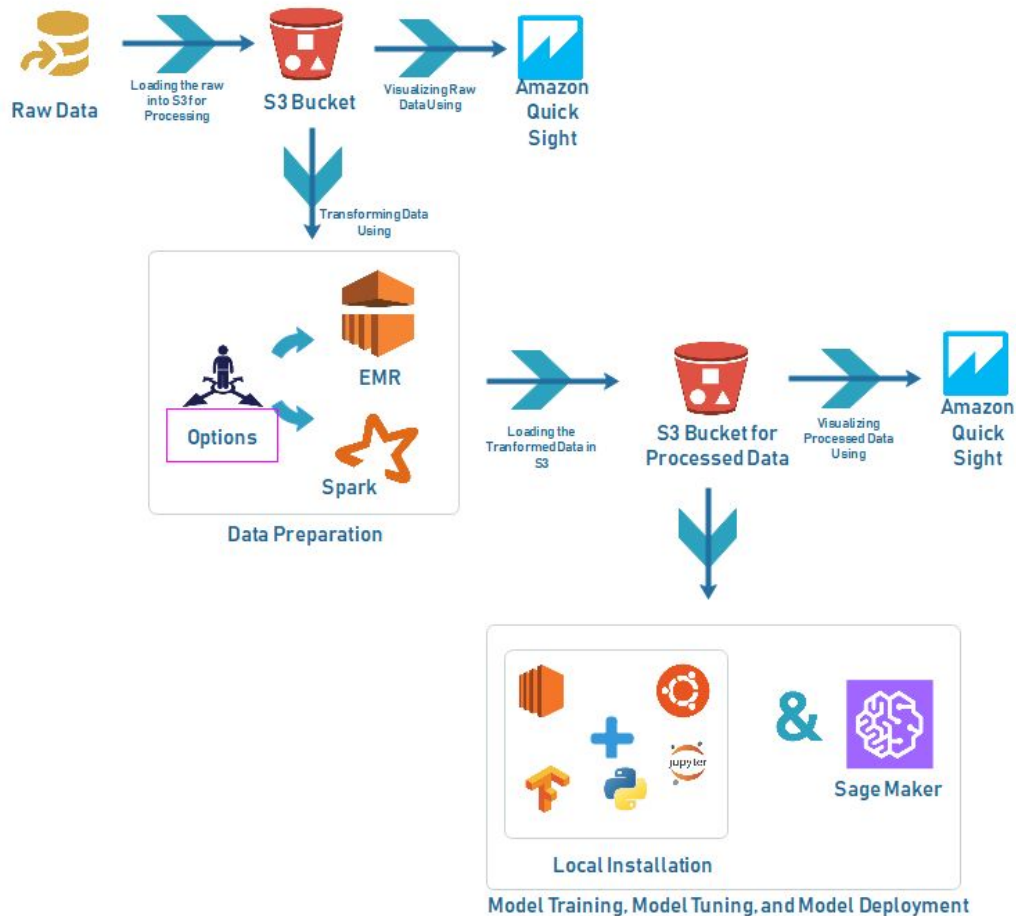 Raw Data
Loading the raw
into S3 for
Processing
S3 Bucket
Visualizing Raw
Data Using
Amazon
Quick
Sight
Transforming Data
Using
EMR
Options
Spark
Data Preparation
Loading the
Tranformed Data in
S3
S3 Bucket for
Processed Data
Visualizing
Processed Data
Using
Amazon
Quick
Sight
jupyter
&
Sage Maker
Local Installation
Model Training, Model Tuning, and Model Deployment